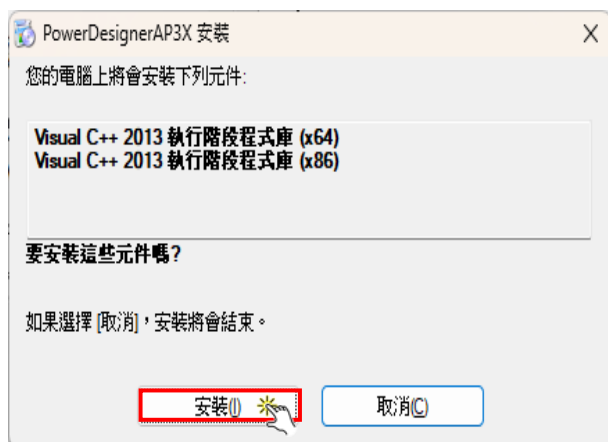 PowerDesignerAP3X 安裝
您的電腦上將會安裝下列元件:
Visual C++ 2013 執行階段程式庫 (x64)
Visual C++ 2013 執行階段程式庫 (x86)
要安裝這些元件嗎?
如果選擇 [取消],安裝將會結束。
安裝(I)
取消(C)